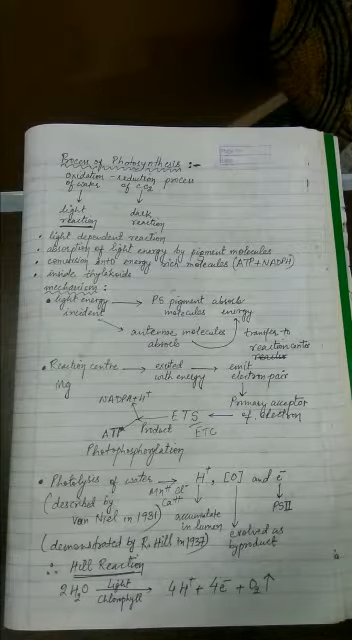 Process of Photosynthesis :-
oxidation - reduction process
of water of CO2
light dark
reaction reaction
• light dependent reaction
• absorption of light energy by pigment molecules
• conversion into energy rich molecules (ATP + NADPH)
• inside thylakoids
mechanism :
• light energy → PS pigment absorb
incident molecules energy
→ antennae molecules transfer to
absorb reaction center
• Reaction centre → excited → emit
Mg with energy electron pair
NADPH + H+ Primary acceptor
ETS ← of electron
ATP Product ETC
Photophosphorylation
• Photolysis of water → H+, [O] and e-
Mn++ Cl-
(described by Ca++ PSII
Van Niel in 1931) accumulate
in lumen evolved as
(demonstrated by R. Hill in 1937) byproduct
∴ Hill Reaction
2H2O Light → 4H+ + 4e- + O2↑
Chlorophyll